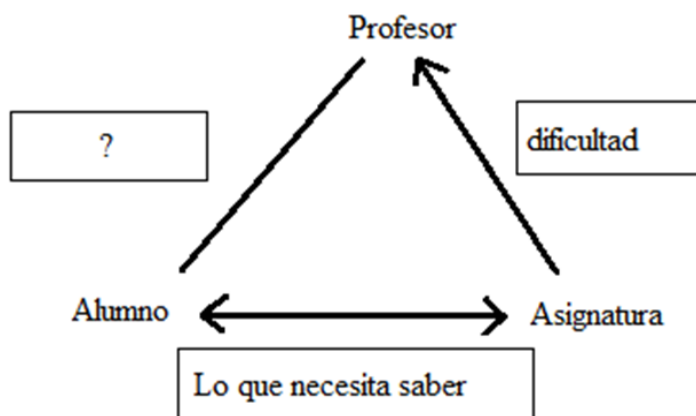 Profesor
?
dificultad
Alumno
Asignatura
Lo que necesita saber